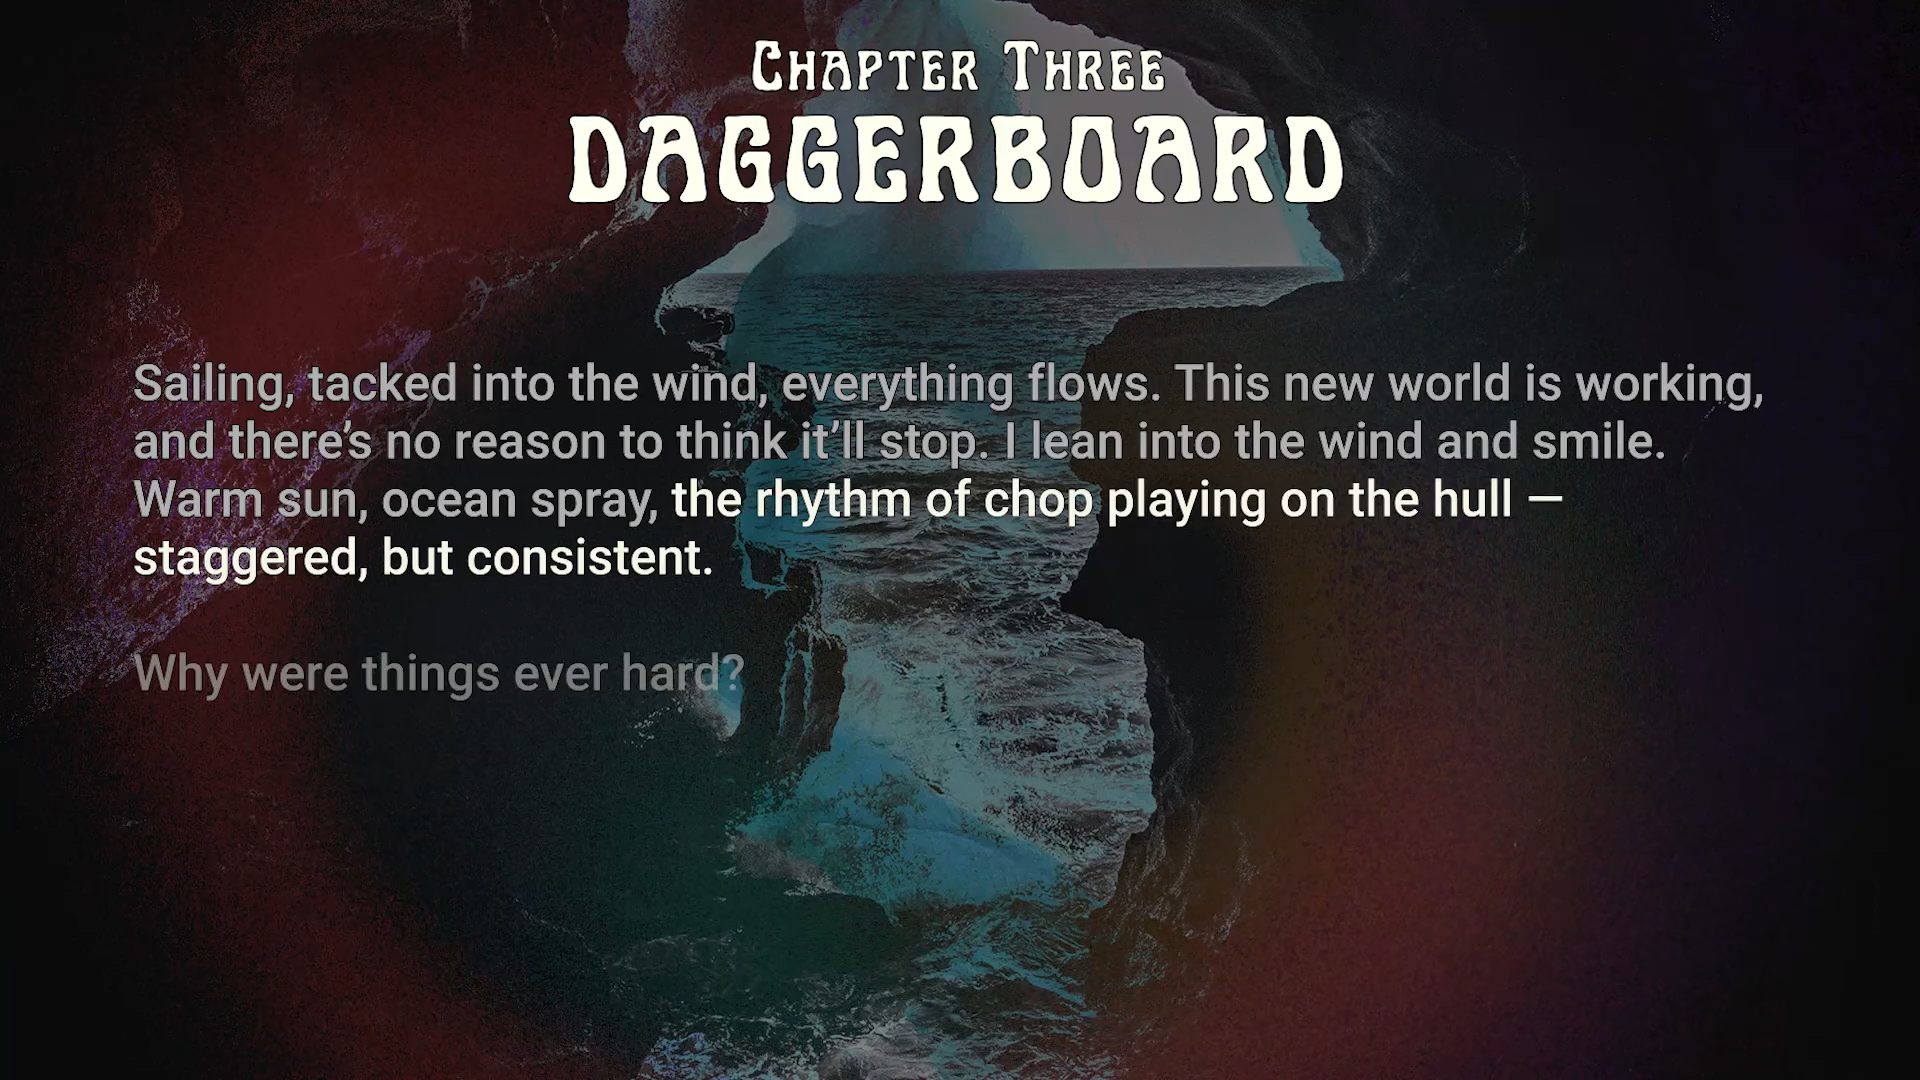 Chapter Three
DAGGERBOARD
Sailing, tacked into the wind, everything flows. This new world is working,
and there’s no reason to think it’ll stop. I lean into the wind and smile.
Warm sun, ocean spray, the rhythm of chop playing on the hull —
staggered, but consistent.
Why were things ever hard?